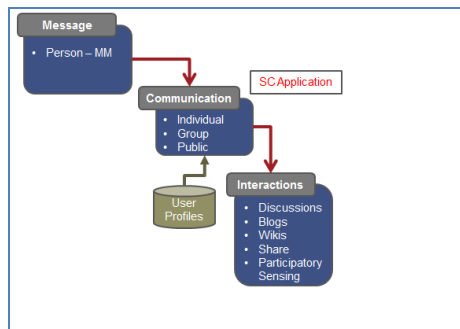 Message
• Person – MM
SC Application
Communication
• Individual
• Group
• Public
User
Profiles
Interactions
• Discussions
• Blogs
• Wikis
• Share
• Participatory
Sensing